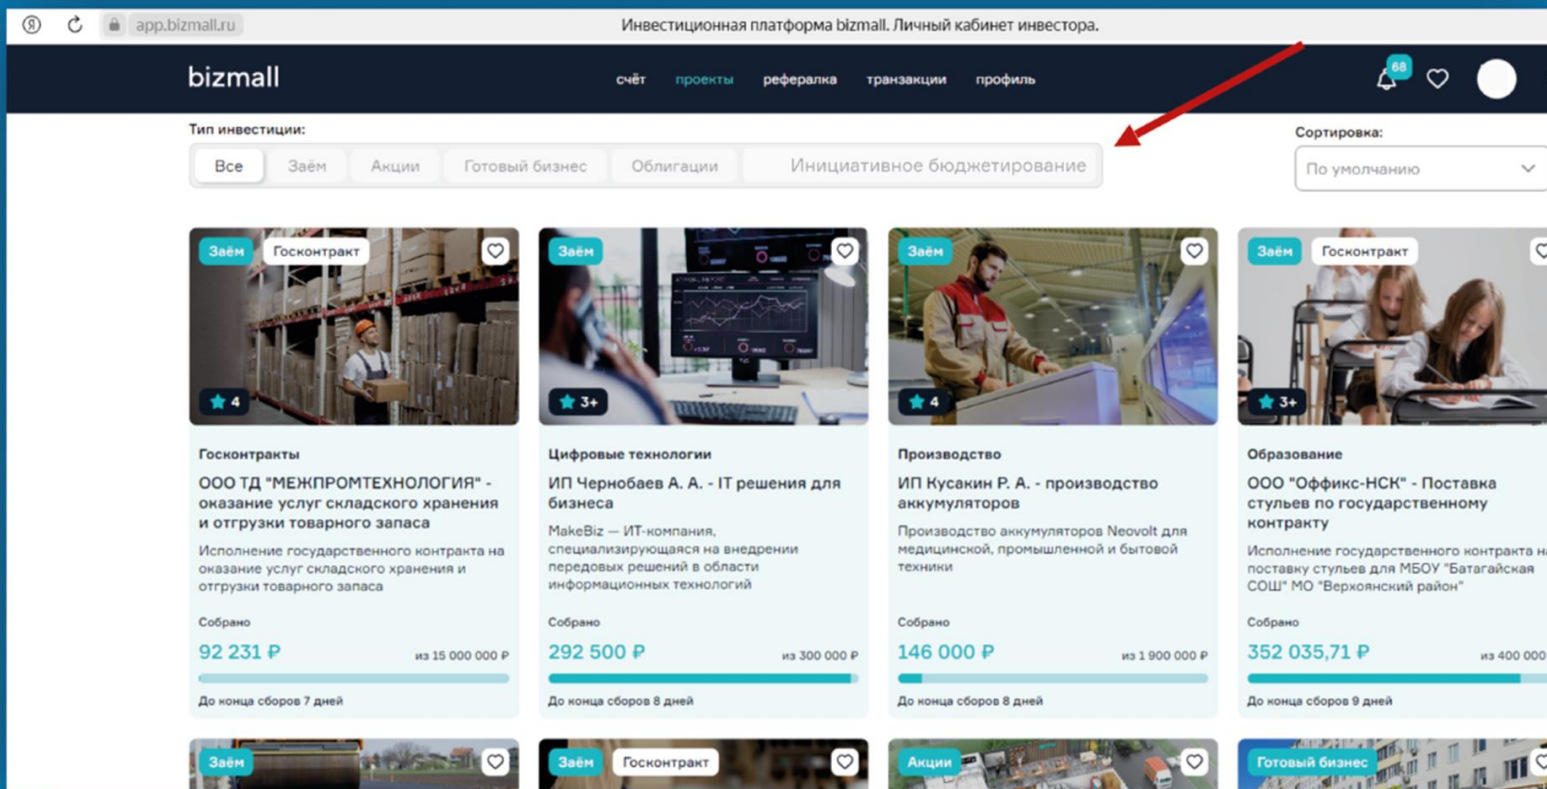 app.bizmall.ru
Инвестиционная платформа bizmall. Личный кабинет инвестора.
bizmall
счёт проекты рефералка транзакции профиль
68
Тип инвестиции:
Сортировка:
Все Заём Акции Готовый бизнес Облигации Инициативное бюджетирование
По умолчанию
Заём Госконтракт
4
Госконтракты
ООО ТД "МЕЖПРОМТЕХНОЛОГИЯ" -
оказание услуг складского хранения
и отгрузки товарного запаса
Исполнение государственного контракта на
оказание услуг складского хранения и
отгрузки товарного запаса
Собрано
92 231 ₽ из 15 000 000 ₽
До конца сборов 7 дней
Заём
3+
Цифровые технологии
ИП Чернобаев А. А. - IT решения для
бизнеса
MakeBiz — ИТ-компания,
специализирующаяся на внедрении
передовых решений в области
информационных технологий
Собрано
292 500 ₽ из 300 000 ₽
До конца сборов 8 дней
Заём
4
Производство
ИП Кусакин Р. А. - производство
аккумуляторов
Производство аккумуляторов Neovolt для
медицинской, промышленной и бытовой
техники
Собрано
146 000 ₽ из 1 900 000 ₽
До конца сборов 8 дней
Заём Госконтракт
3+
Образование
ООО "Оффикс-НСК" - Поставка
стульев по государственному
контракту
Исполнение государственного контракта на
поставку стульев для МБОУ "Батагайская
СОШ" МО "Верхоянский район"
Собрано
352 035,71 ₽ из 400 000
До конца сборов 9 дней
Заём
Заём Госконтракт
Акции
Готовый бизнес